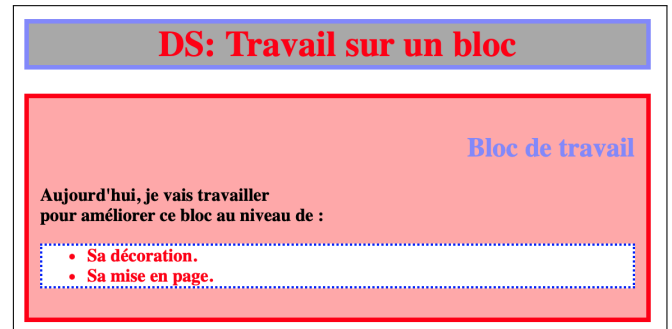 DS: Travail sur un bloc
Bloc de travail
Aujourd'hui, je vais travailler
pour améliorer ce bloc au niveau de :
• Sa décoration.
• Sa mise en page.